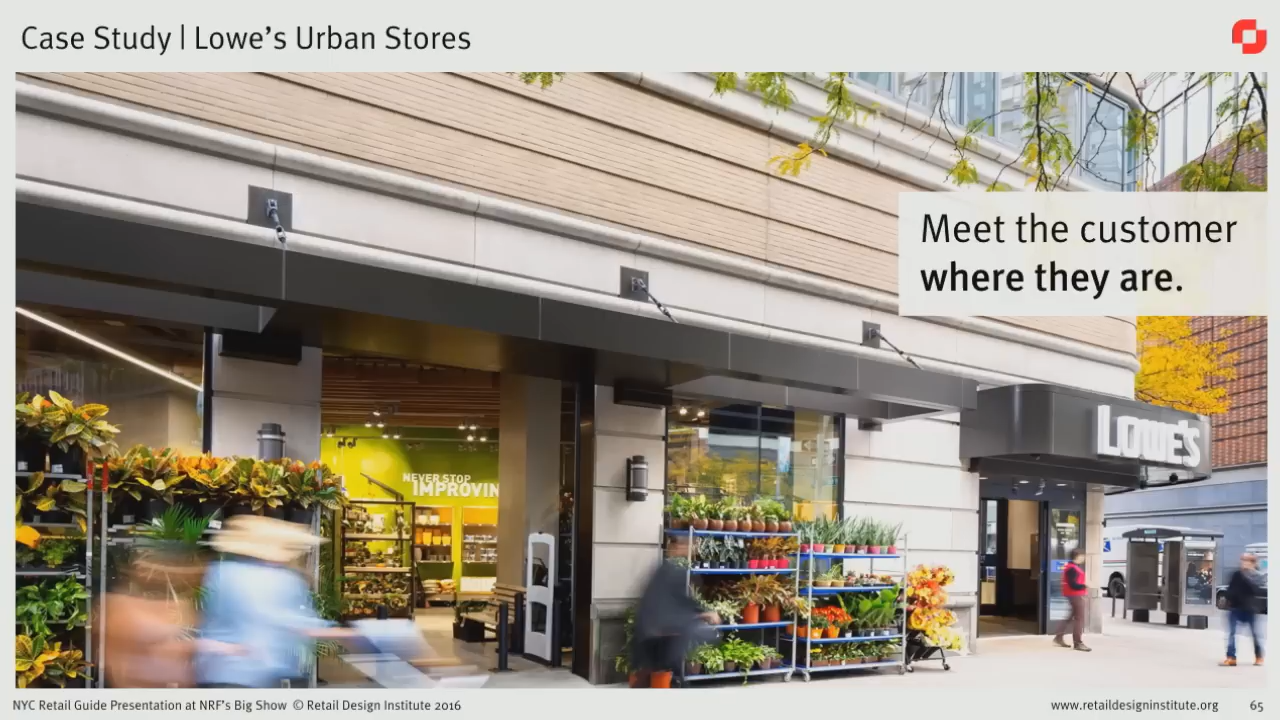 Case Study | Lowe's Urban Stores
Meet the customer
where they are.
LOWE'S
NEVER STOP
IMPROVIN
NYC Retail Guide Presentation at NRF's Big Show © Retail Design Institute 2016
www.retaildesigninstitute.org
65